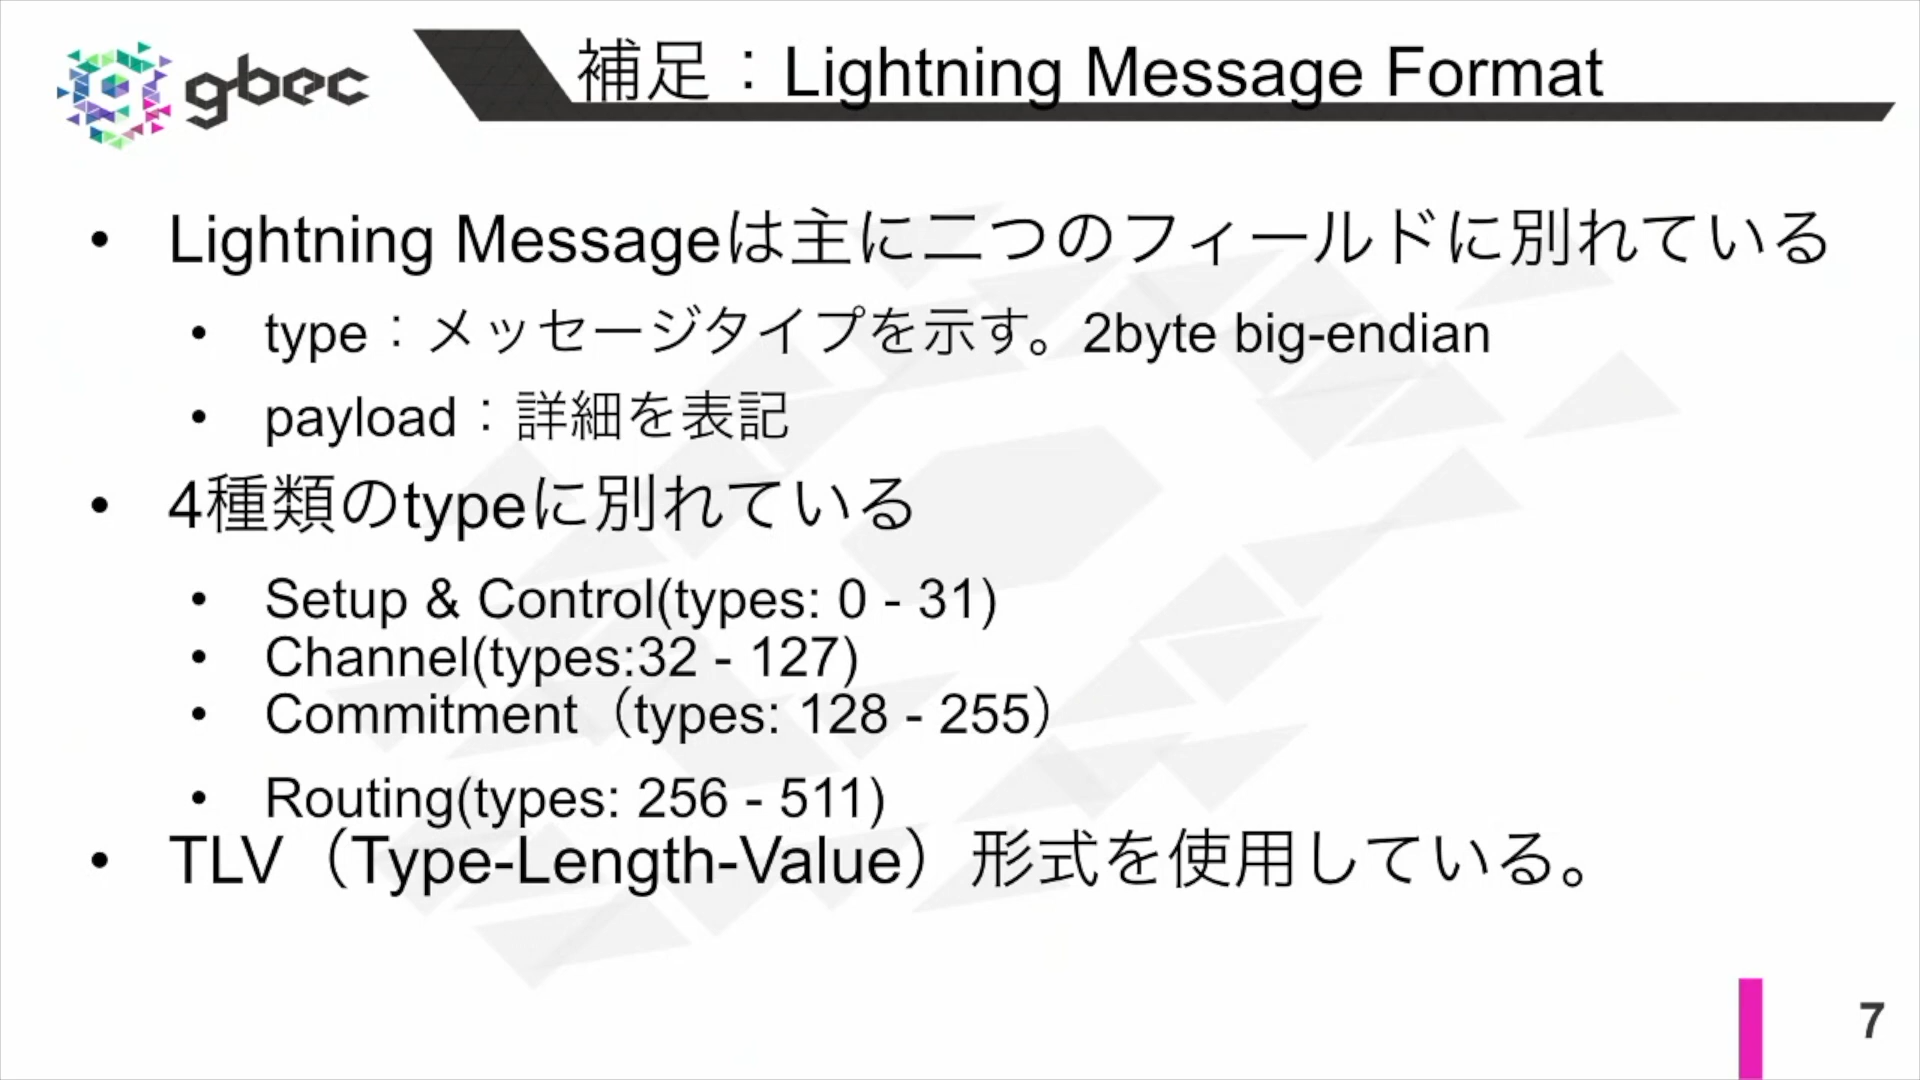 gbec
補足：Lightning Message Format
• Lightning Messageは主に二つのフィールドに別れている
• type：メッセージタイプを示す。2byte big-endian
• payload：詳細を表記
• 4種類のtypeに別れている
• Setup & Control(types: 0 - 31)
• Channel(types:32 - 127)
• Commitment（types: 128 - 255）
• Routing(types: 256 - 511)
• TLV（Type-Length-Value）形式を使用している。
7